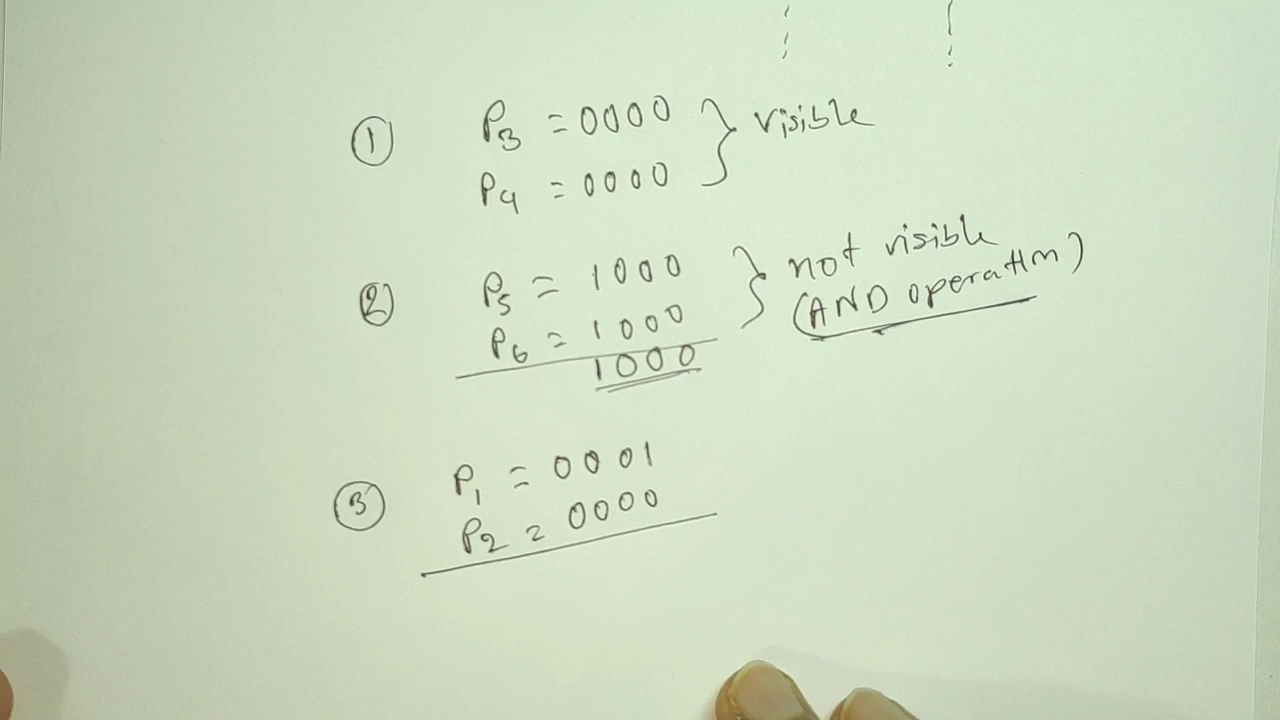 ① P3 = 0000 } visible
P4 = 0000
② P5 = 1000 } not visible
P6 = 1000 (AND operation)
1000
③ P1 = 0001
P2 = 0000